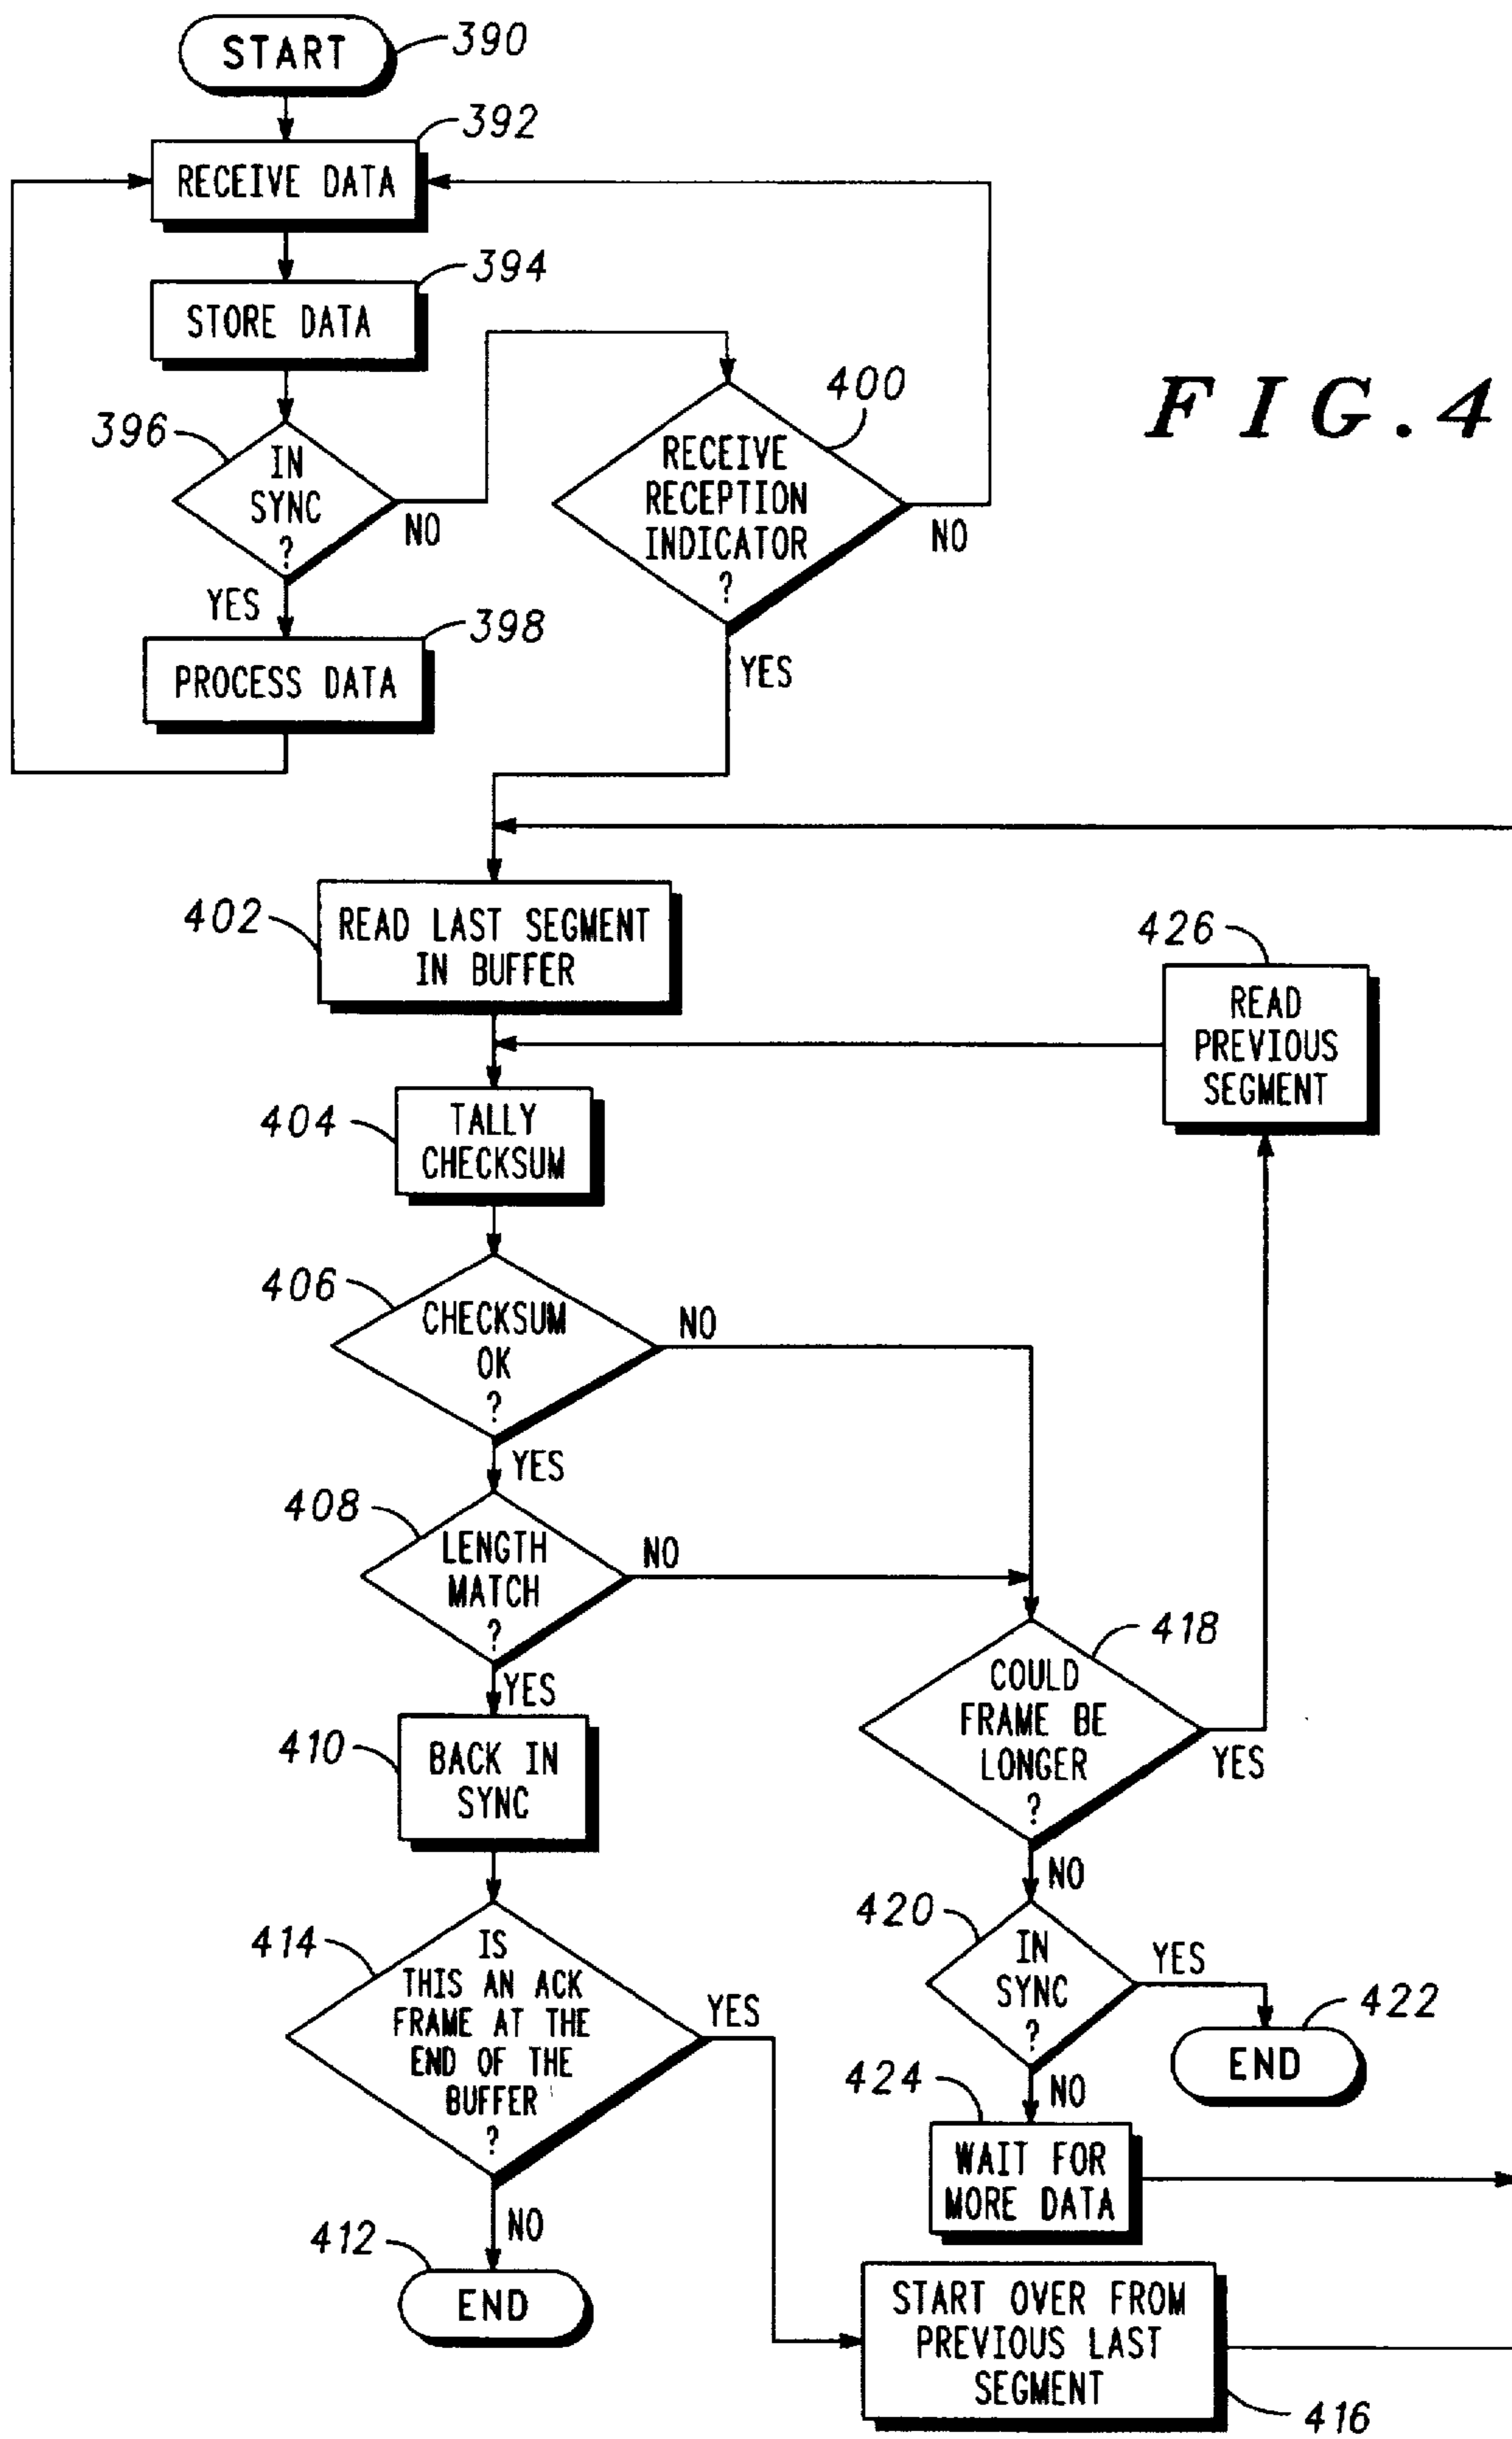 START
390
392
RECEIVE DATA
394
STORE DATA
396
IN
SYNC
?
NO
YES
400
RECEIVE
RECEPTION
INDICATOR
?
NO
YES
FIG.4
398
PROCESS DATA
402
READ LAST SEGMENT
IN BUFFER
426
READ
PREVIOUS
SEGMENT
404
TALLY
CHECKSUM
406
CHECKSUM
OK
?
NO
YES
408
LENGTH
MATCH
?
NO
YES
418
COULD
FRAME BE
LONGER
?
YES
NO
410
BACK IN
SYNC
414
IS
THIS AN ACK
FRAME AT THE
END OF THE
BUFFER
?
YES
NO
420
IN
SYNC
?
YES
NO
422
END
424
WAIT FOR
MORE DATA
412
END
START OVER FROM
PREVIOUS LAST
SEGMENT
416